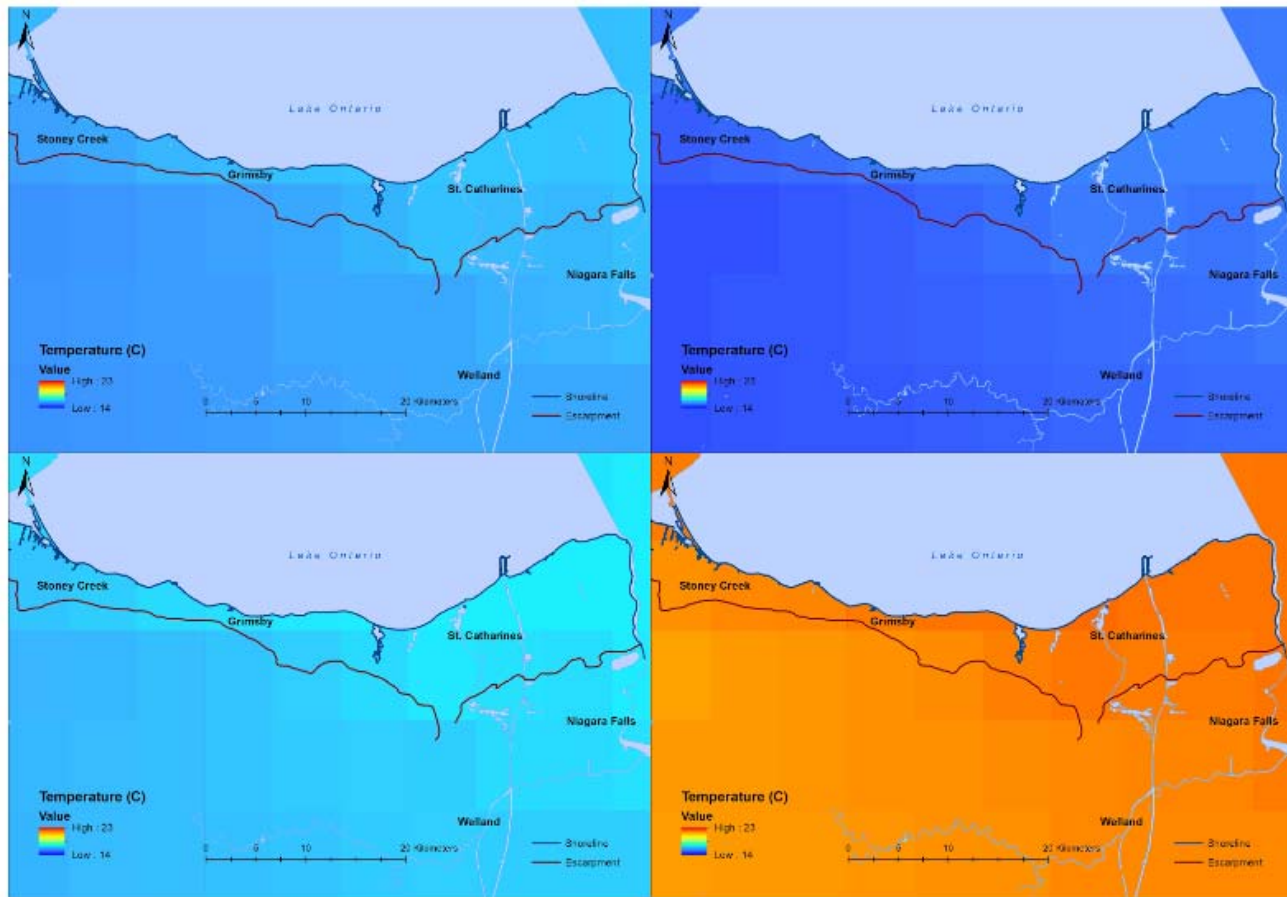 N
Lake Ontario
Stoney Creek
Grimsby
St. Catharines
Niagara Falls
Temperature (C)
Value
High : 23
Low : 14
Welland
0 5 10 20 Kilometers
Shoreline
Escarpment
N
Lake Ontario
Stoney Creek
Grimsby
St. Catharines
Niagara Falls
Temperature (C)
Value
High : 23
Low : 14
Welland
0 5 10 20 Kilometers
Shoreline
Escarpment
N
Lake Ontario
Stoney Creek
Grimsby
St. Catharines
Niagara Falls
Temperature (C)
Value
High : 23
Low : 14
Welland
0 5 10 20 Kilometers
Shoreline
Escarpment
N
Lake Ontario
Stoney Creek
Grimsby
St. Catharines
Niagara Falls
Temperature (C)
Value
High : 23
Low : 14
Welland
0 5 10 20 Kilometers
Shoreline
Escarpment